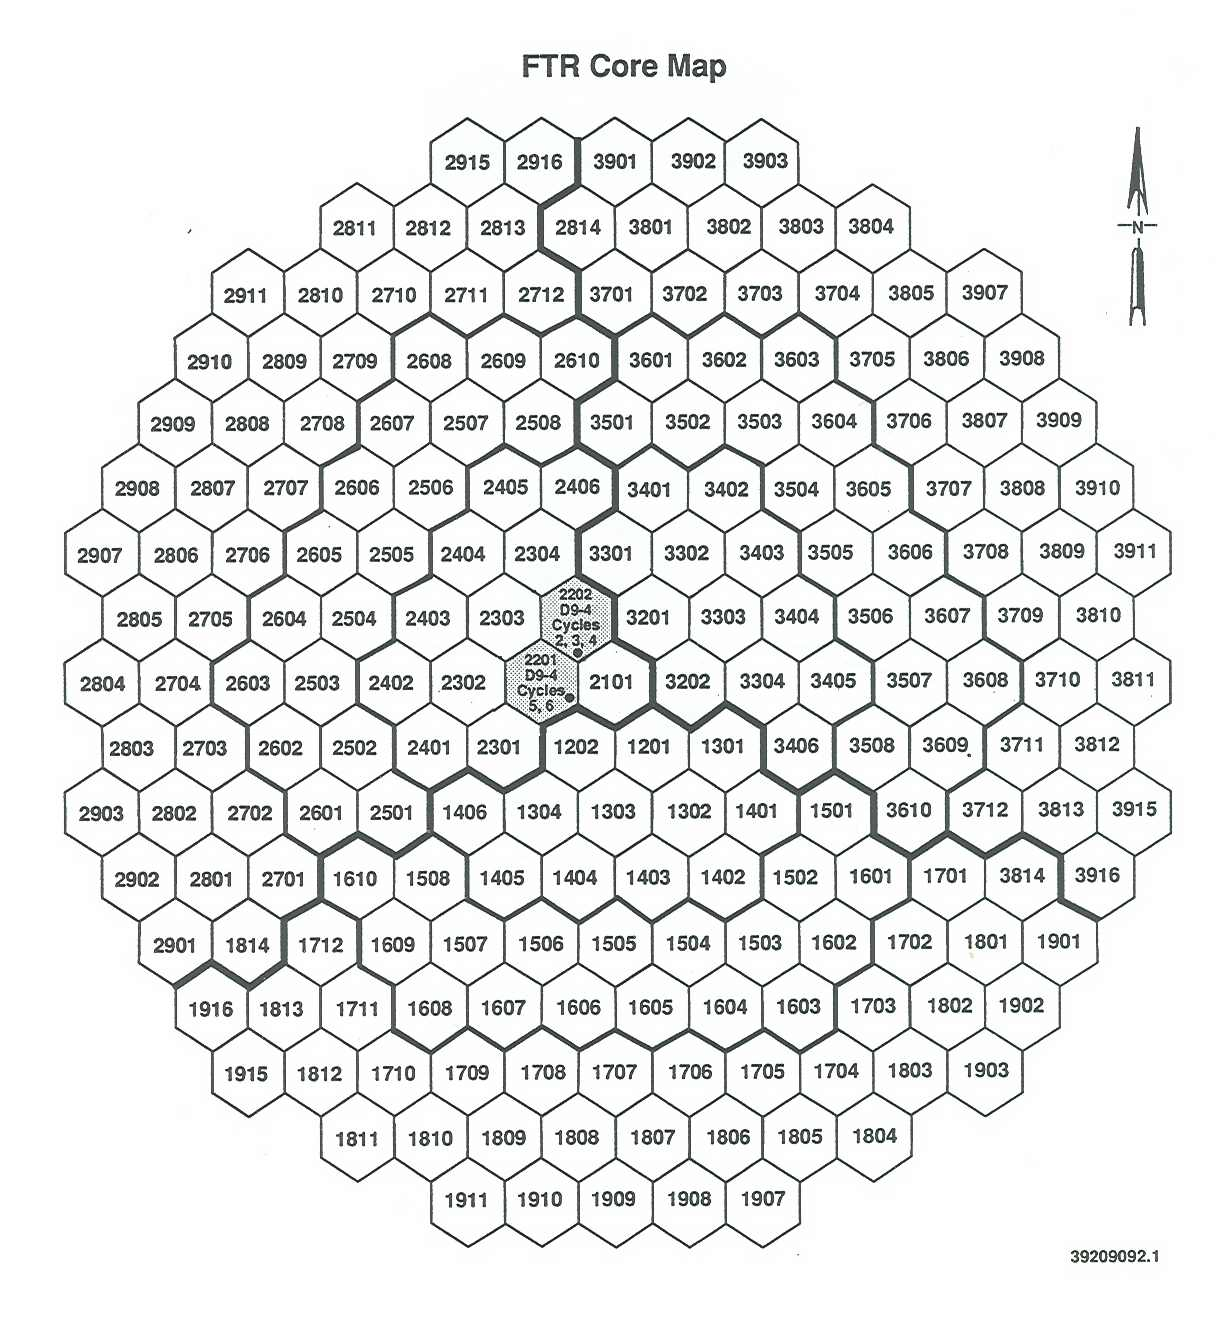 FTR Core Map
2915 2916 3901 3902 3903
2811 2812 2813 2814 3801 3802 3803 3804
N
2911 2810 2710 2711 2712 3701 3702 3703 3704 3805 3907
2910 2809 2709 2608 2609 2610 3601 3602 3603 3705 3806 3908
2909 2808 2708 2607 2507 2508 3501 3502 3503 3604 3706 3807 3909
2908 2807 2707 2606 2506 2405 2406 3401 3402 3504 3605 3707 3808 3910
2907 2806 2706 2605 2505 2404 2304 3301 3302 3403 3505 3606 3708 3809 3911
2805 2705 2604 2504 2403 2303 2202 3201 3303 3404 3506 3607 3709 3810
D9-4
Cycles
2, 3, 4
2804 2704 2603 2503 2402 2302 2201 2101 3202 3304 3405 3507 3608 3710 3811
D9-4
Cycles
5, 6
2803 2703 2602 2502 2401 2301 1202 1201 1301 3406 3508 3609 3711 3812
2903 2802 2702 2601 2501 1406 1304 1303 1302 1401 1501 3610 3712 3813 3915
2902 2801 2701 1610 1508 1405 1404 1403 1402 1502 1601 1701 3814 3916
2901 1814 1712 1609 1507 1506 1505 1504 1503 1602 1702 1801 1901
1916 1813 1711 1608 1607 1606 1605 1604 1603 1703 1802 1902
1915 1812 1710 1709 1708 1707 1706 1705 1704 1803 1903
1811 1810 1809 1808 1807 1806 1805 1804
1911 1910 1909 1908 1907
39209092.1